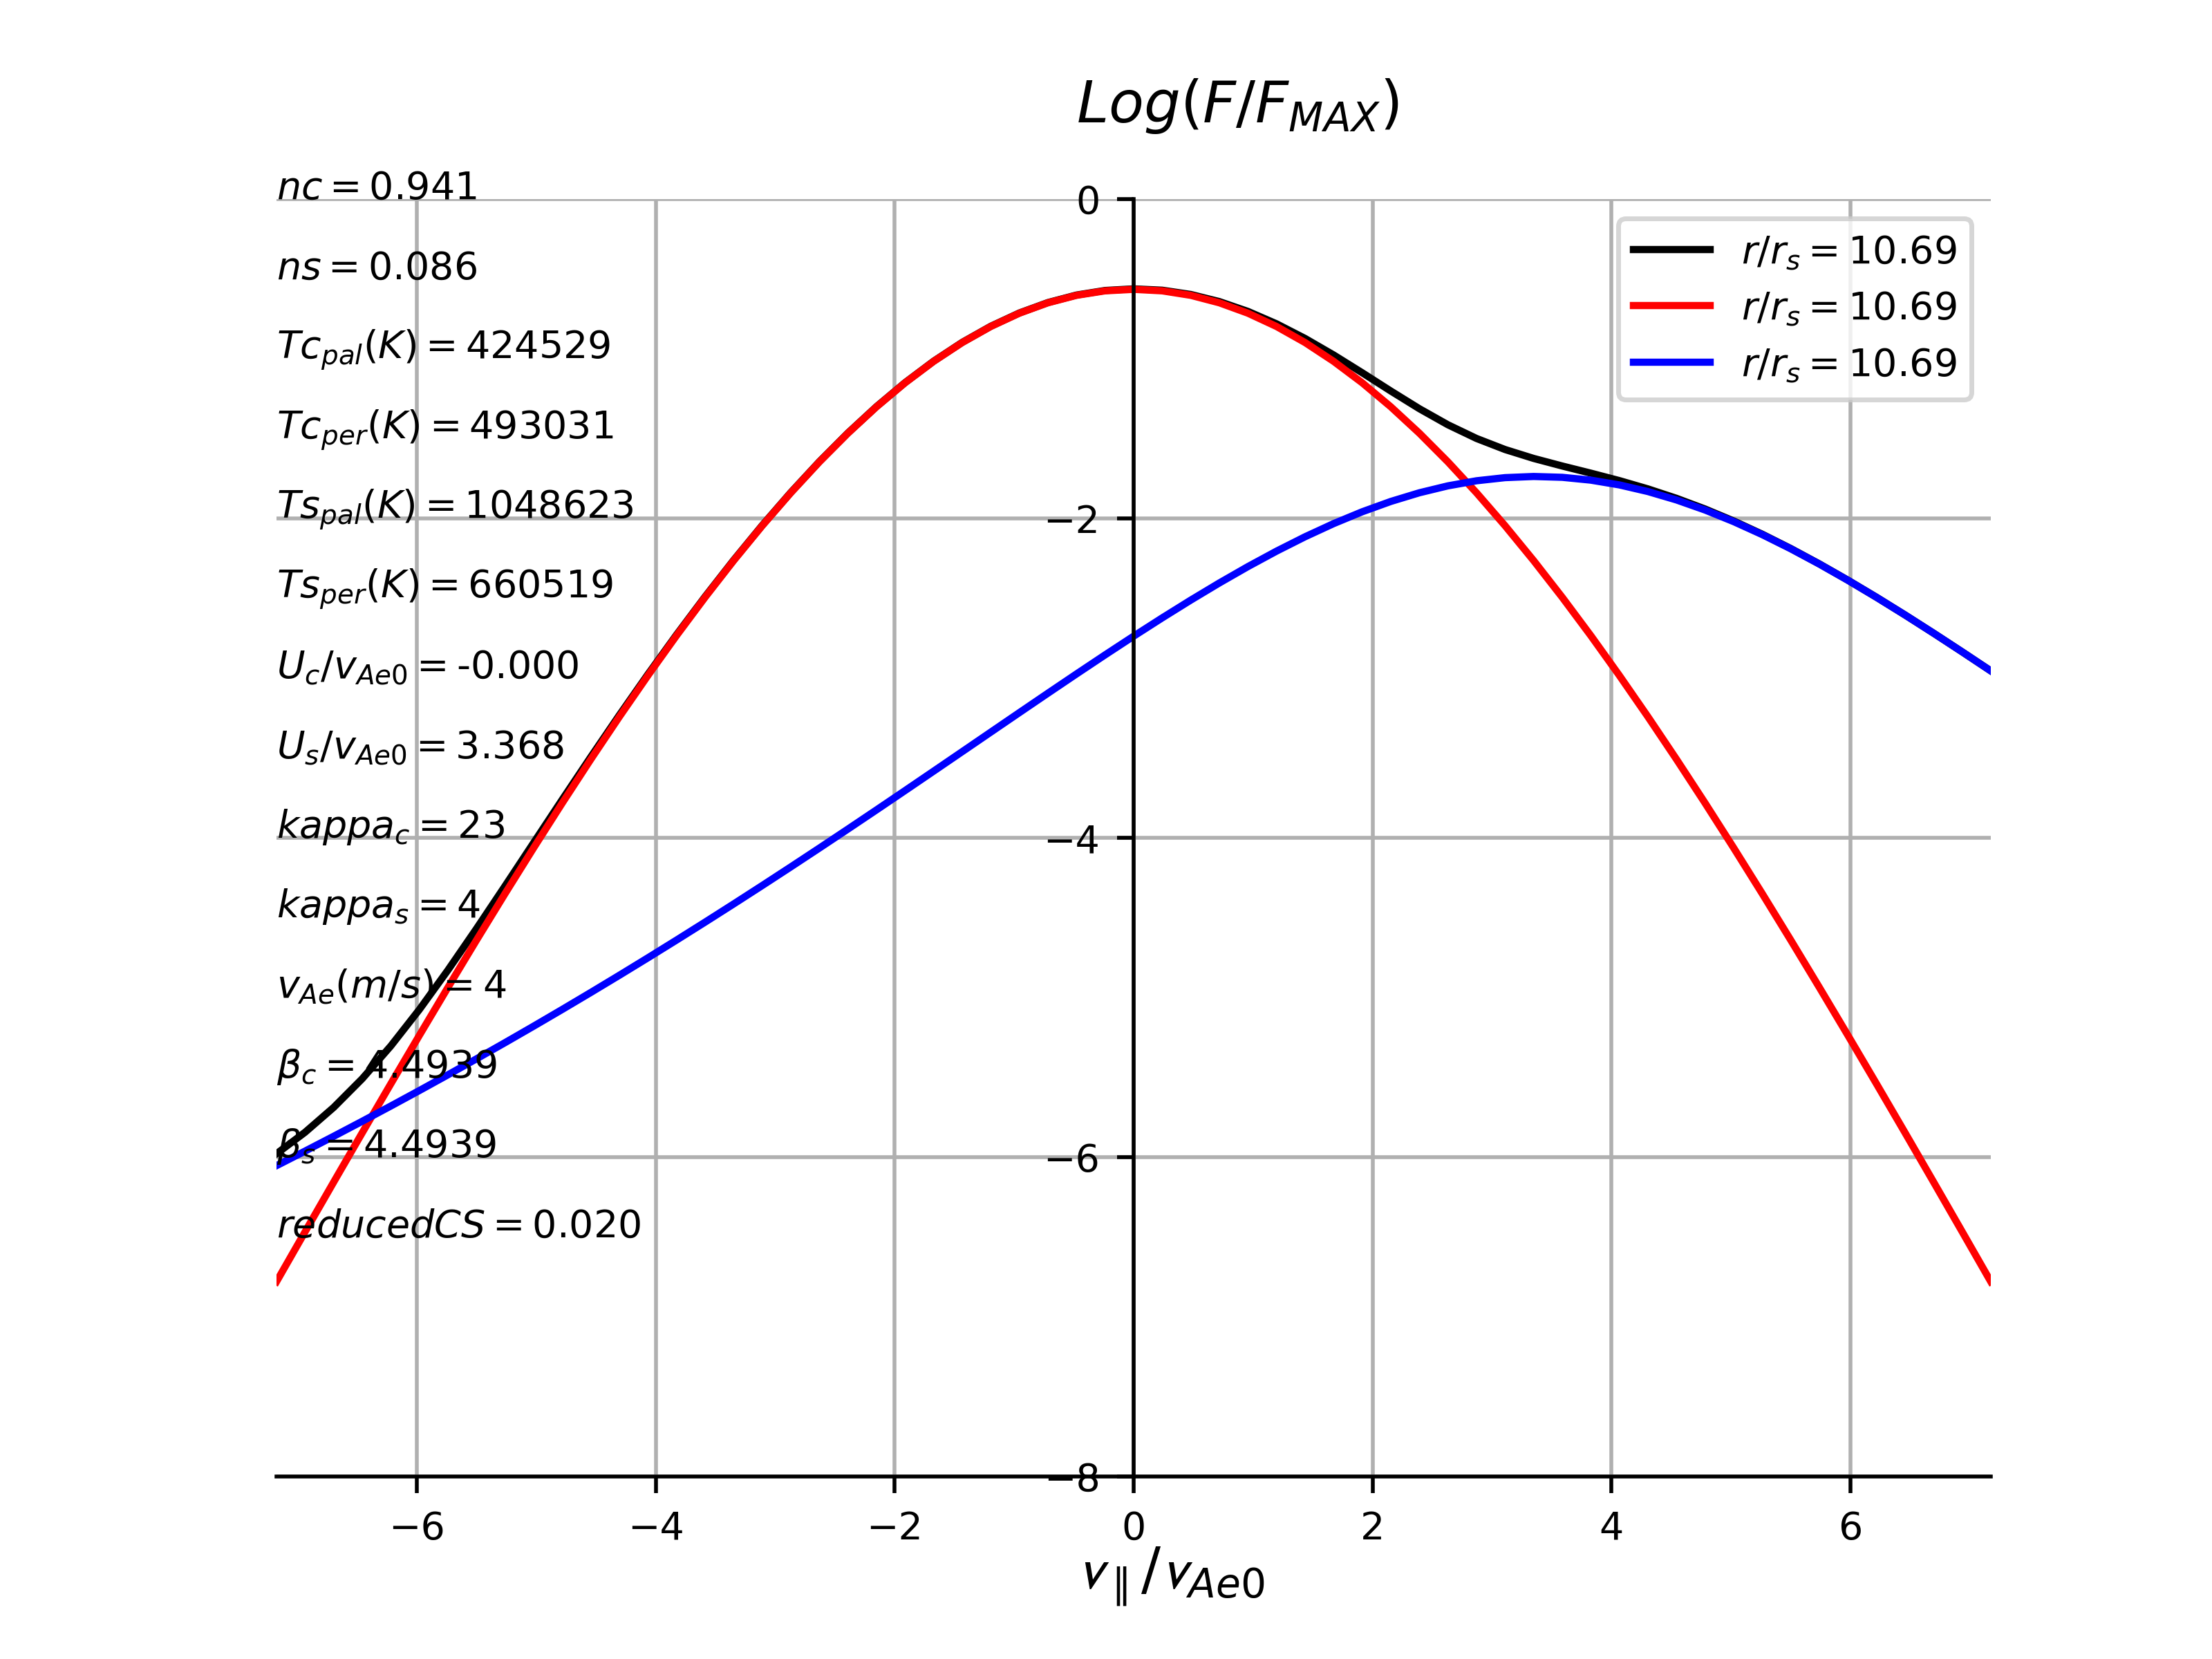 Log(F/F_MAX)
nc = 0.941
ns = 0.086
Tc_pal(K) = 424529
Tc_per(K) = 493031
Ts_pal(K) = 1048623
Ts_per(K) = 660519
U_c/v_Ae0 = -0.000
U_s/v_Ae0 = 3.368
kappa_c = 23
kappa_s = 4
v_Ae(m/s) = 4
β_c = 4.4939
β_s = 4.4939
reducedCS = 0.020
0
−2
−4
−6
−8
r/r_s = 10.69
r/r_s = 10.69
r/r_s = 10.69
−6 −4 −2 0 2 4 6
v_∥/v_Ae0